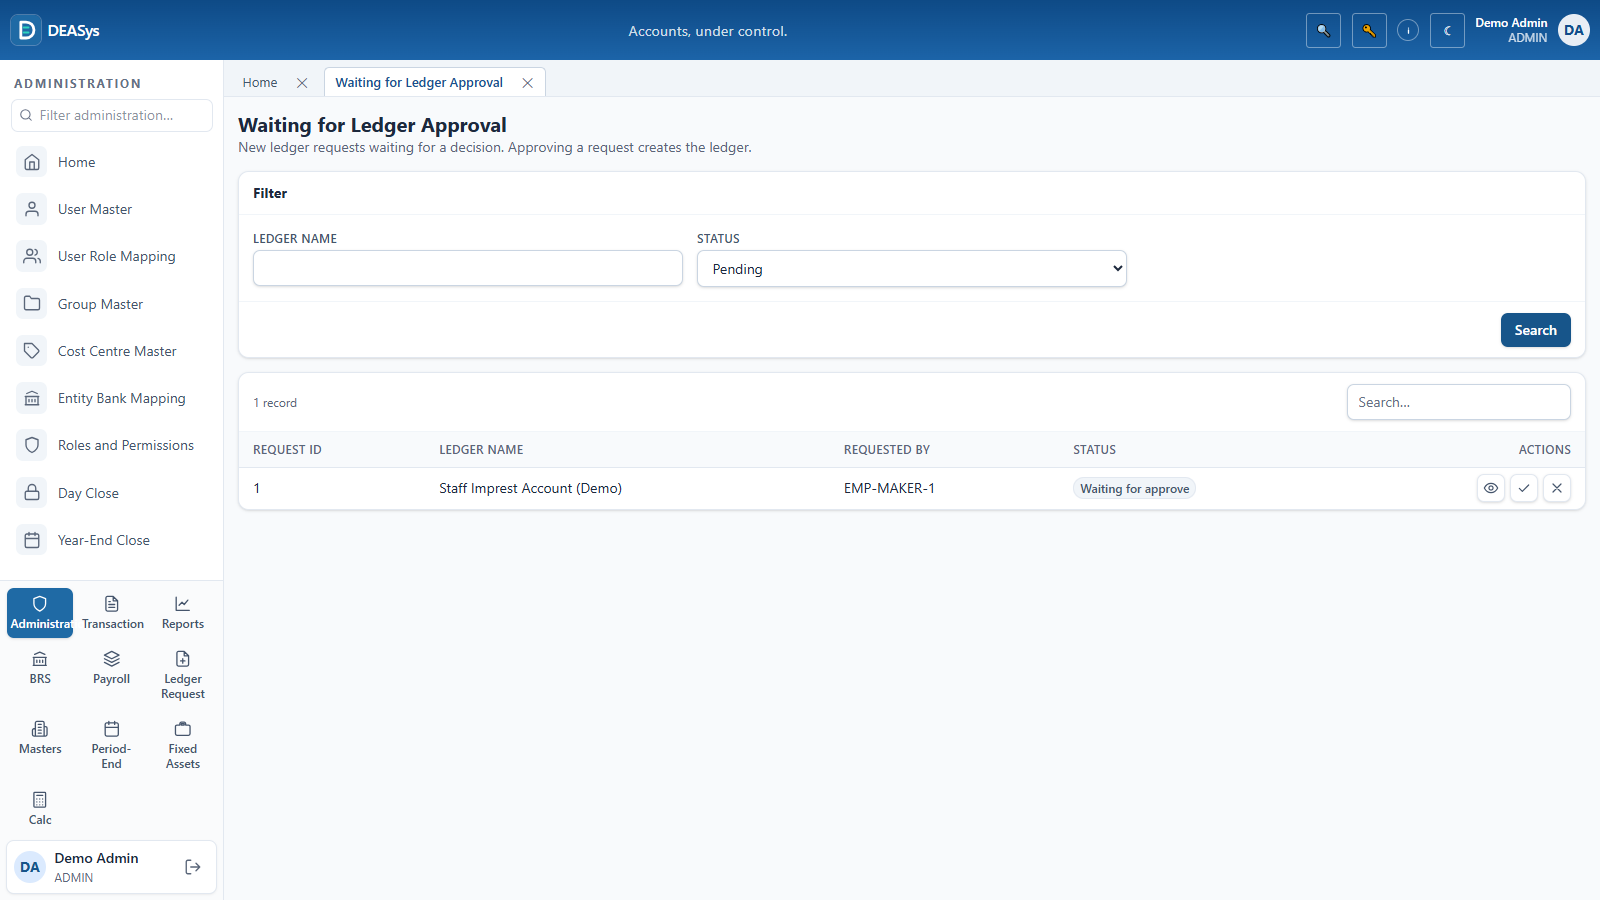 DEASys
Accounts, under control.
Demo Admin
ADMIN
DA
ADMINISTRATION
Filter administration...
Home
User Master
User Role Mapping
Group Master
Cost Centre Master
Entity Bank Mapping
Roles and Permissions
Day Close
Year-End Close
Administrat
Transaction
Reports
BRS
Payroll
Ledger
Request
Masters
Period-
End
Fixed
Assets
Calc
DA
Demo Admin
ADMIN
Home
Waiting for Ledger Approval
Waiting for Ledger Approval
New ledger requests waiting for a decision. Approving a request creates the ledger.
Filter
LEDGER NAME
STATUS
Pending
Search
1 record
Search...
REQUEST ID LEDGER NAME REQUESTED BY STATUS ACTIONS
1 Staff Imprest Account (Demo) EMP-MAKER-1 Waiting for approve